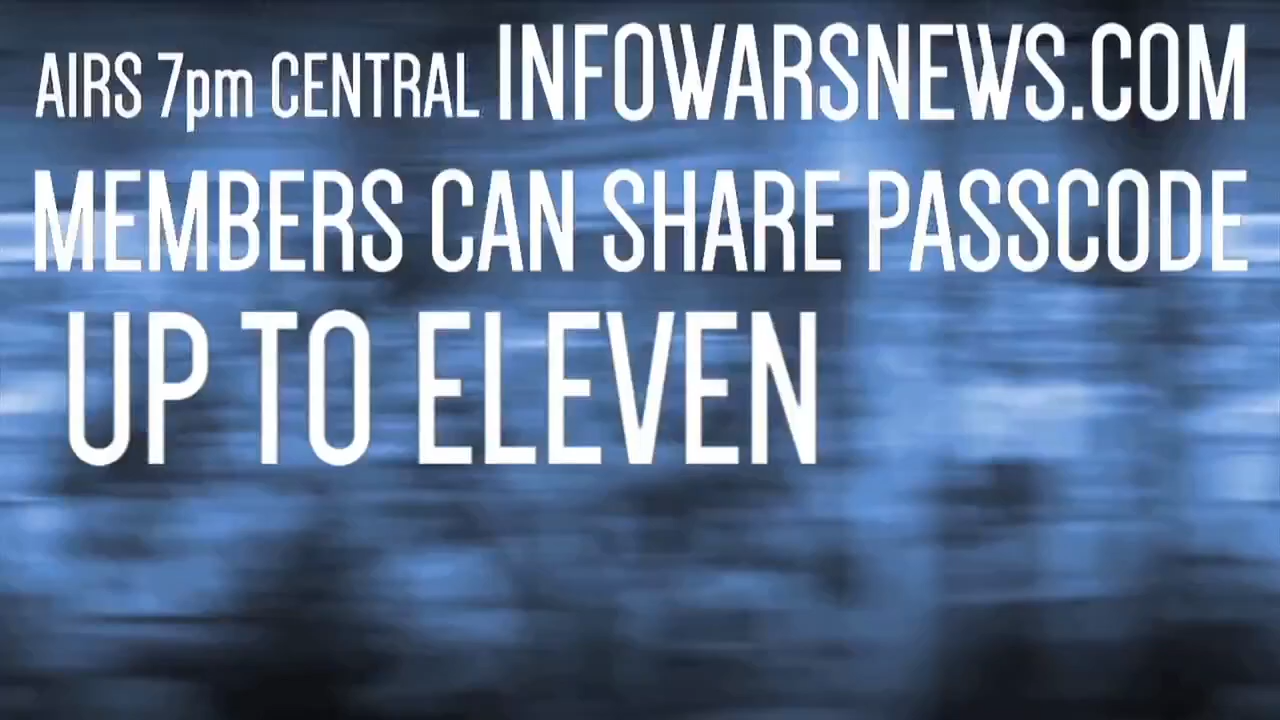 AIRS 7pm CENTRAL INFOWARSNEWS.COM
MEMBERS CAN SHARE PASSCODE
UP TO ELEVEN